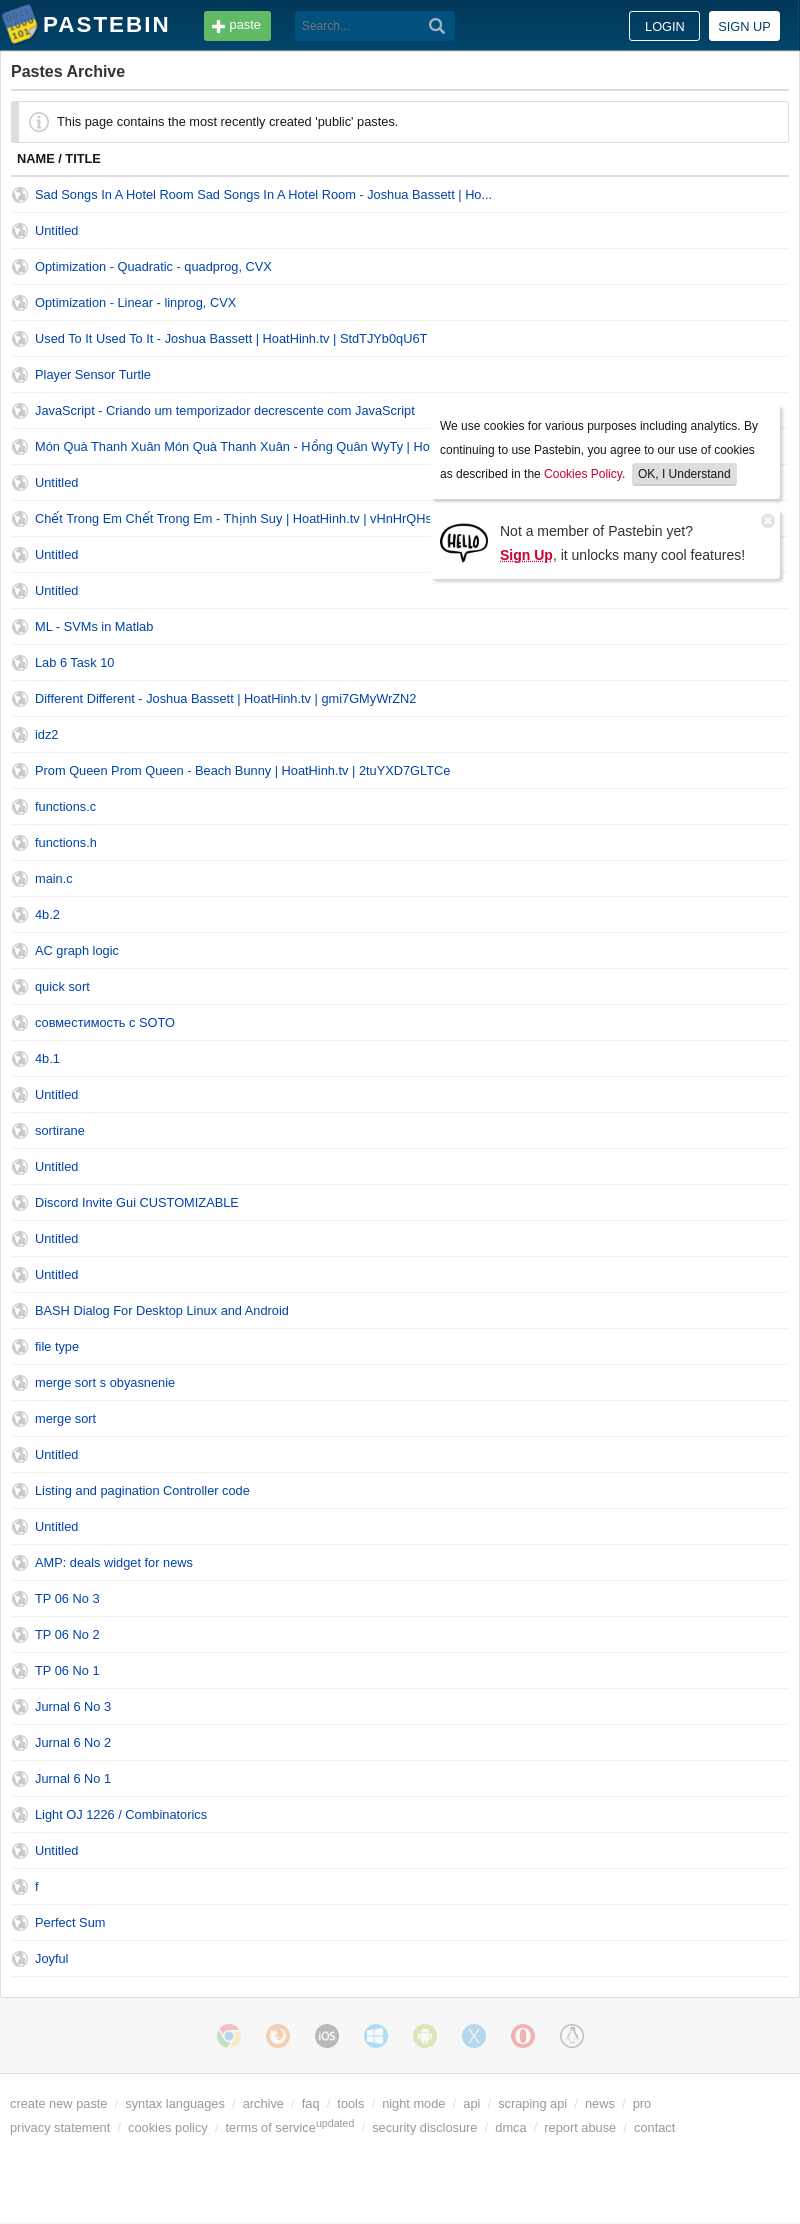 PASTEBIN
paste
Search...
LOGIN
SIGN UP
Pastes Archive
This page contains the most recently created 'public' pastes.
NAME / TITLE
Sad Songs In A Hotel Room Sad Songs In A Hotel Room - Joshua Bassett | Ho...
Untitled
Optimization - Quadratic - quadprog, CVX
Optimization - Linear - linprog, CVX
Used To It Used To It - Joshua Bassett | HoatHinh.tv | StdTJYb0qU6T
Player Sensor Turtle
JavaScript - Criando um temporizador decrescente com JavaScript
Món Quà Thanh Xuân Món Quà Thanh Xuân - Hồng Quân WyTy | Ho
Untitled
Chết Trong Em Chết Trong Em - Thịnh Suy | HoatHinh.tv | vHnHrQHs
Untitled
Untitled
We use cookies for various purposes including analytics. By
continuing to use Pastebin, you agree to our use of cookies
as described in the Cookies Policy. OK, I Understand
HELLO
Not a member of Pastebin yet?
Sign Up, it unlocks many cool features!
ML - SVMs in Matlab
Lab 6 Task 10
Different Different - Joshua Bassett | HoatHinh.tv | gmi7GMyWrZN2
idz2
Prom Queen Prom Queen - Beach Bunny | HoatHinh.tv | 2tuYXD7GLTCe
functions.c
functions.h
main.c
4b.2
AC graph logic
quick sort
совместимость с SOTO
4b.1
Untitled
sortirane
Untitled
Discord Invite Gui CUSTOMIZABLE
Untitled
Untitled
BASH Dialog For Desktop Linux and Android
file type
merge sort s obyasnenie
merge sort
Untitled
Listing and pagination Controller code
Untitled
AMP: deals widget for news
TP 06 No 3
TP 06 No 2
TP 06 No 1
Jurnal 6 No 3
Jurnal 6 No 2
Jurnal 6 No 1
Light OJ 1226 / Combinatorics
Untitled
f
Perfect Sum
Joyful
iOS
create new paste / syntax languages / archive / faq / tools / night mode / api / scraping api / news / pro
privacy statement / cookies policy / terms of serviceupdated / security disclosure / dmca / report abuse / contact